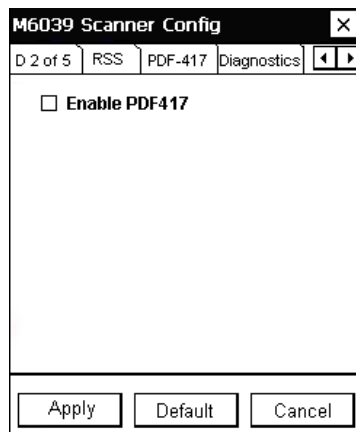 M6039 Scanner Config
D 2 of 5 RSS PDF-417 Diagnostics
Enable PDF417
Apply Default Cancel